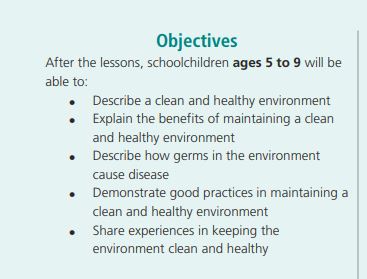 Objectives
After the lessons, schoolchildren ages 5 to 9 will be
able to:
• Describe a clean and healthy environment
• Explain the benefits of maintaining a clean
and healthy environment
• Describe how germs in the environment
cause disease
• Demonstrate good practices in maintaining a
clean and healthy environment
• Share experiences in keeping the
environment clean and healthy